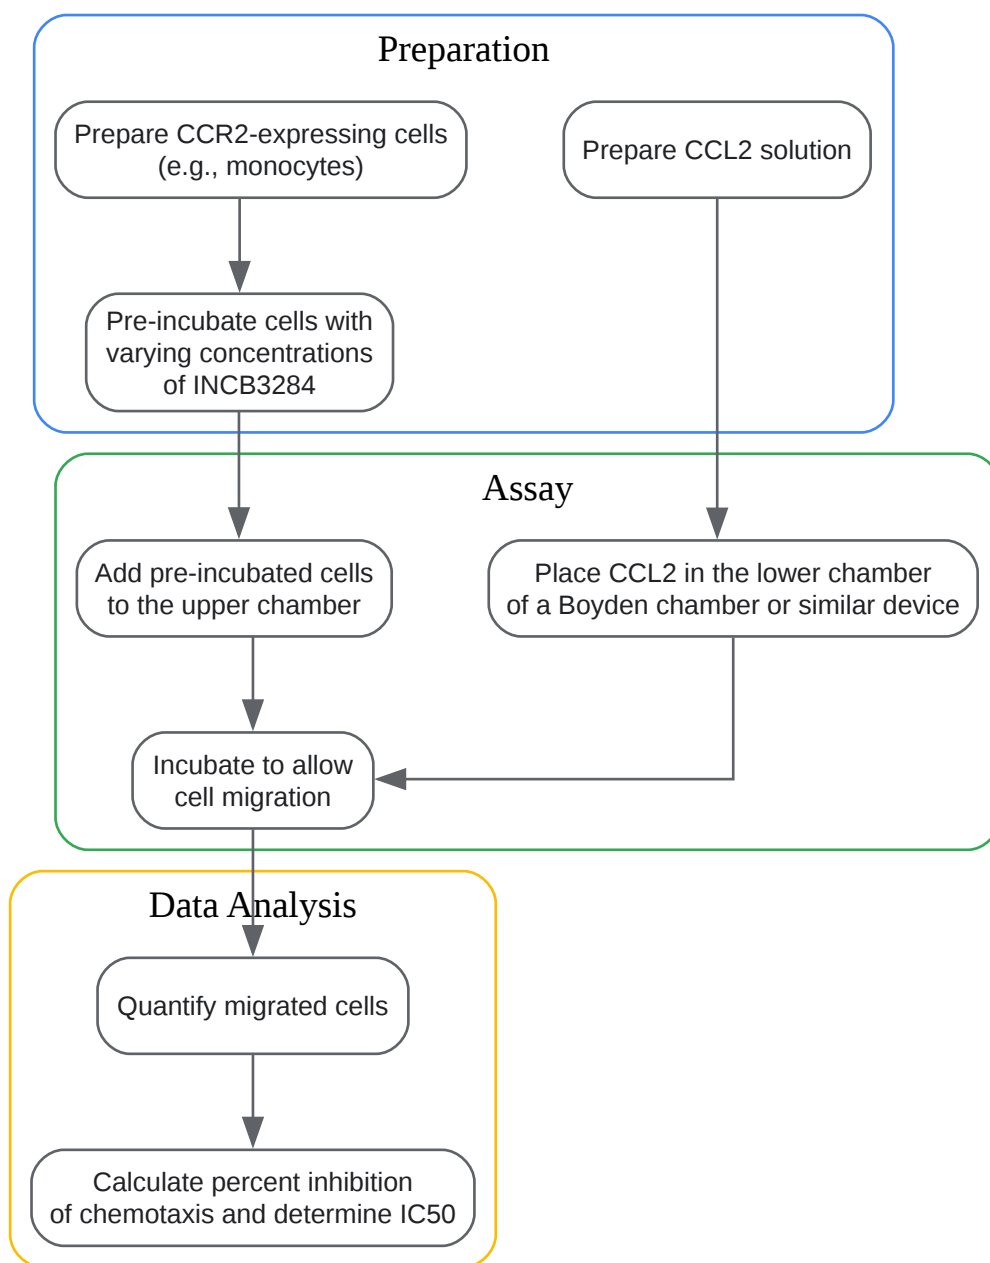 Preparation
Prepare CCR2-expressing cells
(e.g., monocytes)
Prepare CCL2 solution
Pre-incubate cells with
varying concentrations
of INCB3284
Assay
Add pre-incubated cells
to the upper chamber
Place CCL2 in the lower chamber
of a Boyden chamber or similar device
Incubate to allow
cell migration
Data Analysis
Quantify migrated cells
Calculate percent inhibition
of chemotaxis and determine IC50